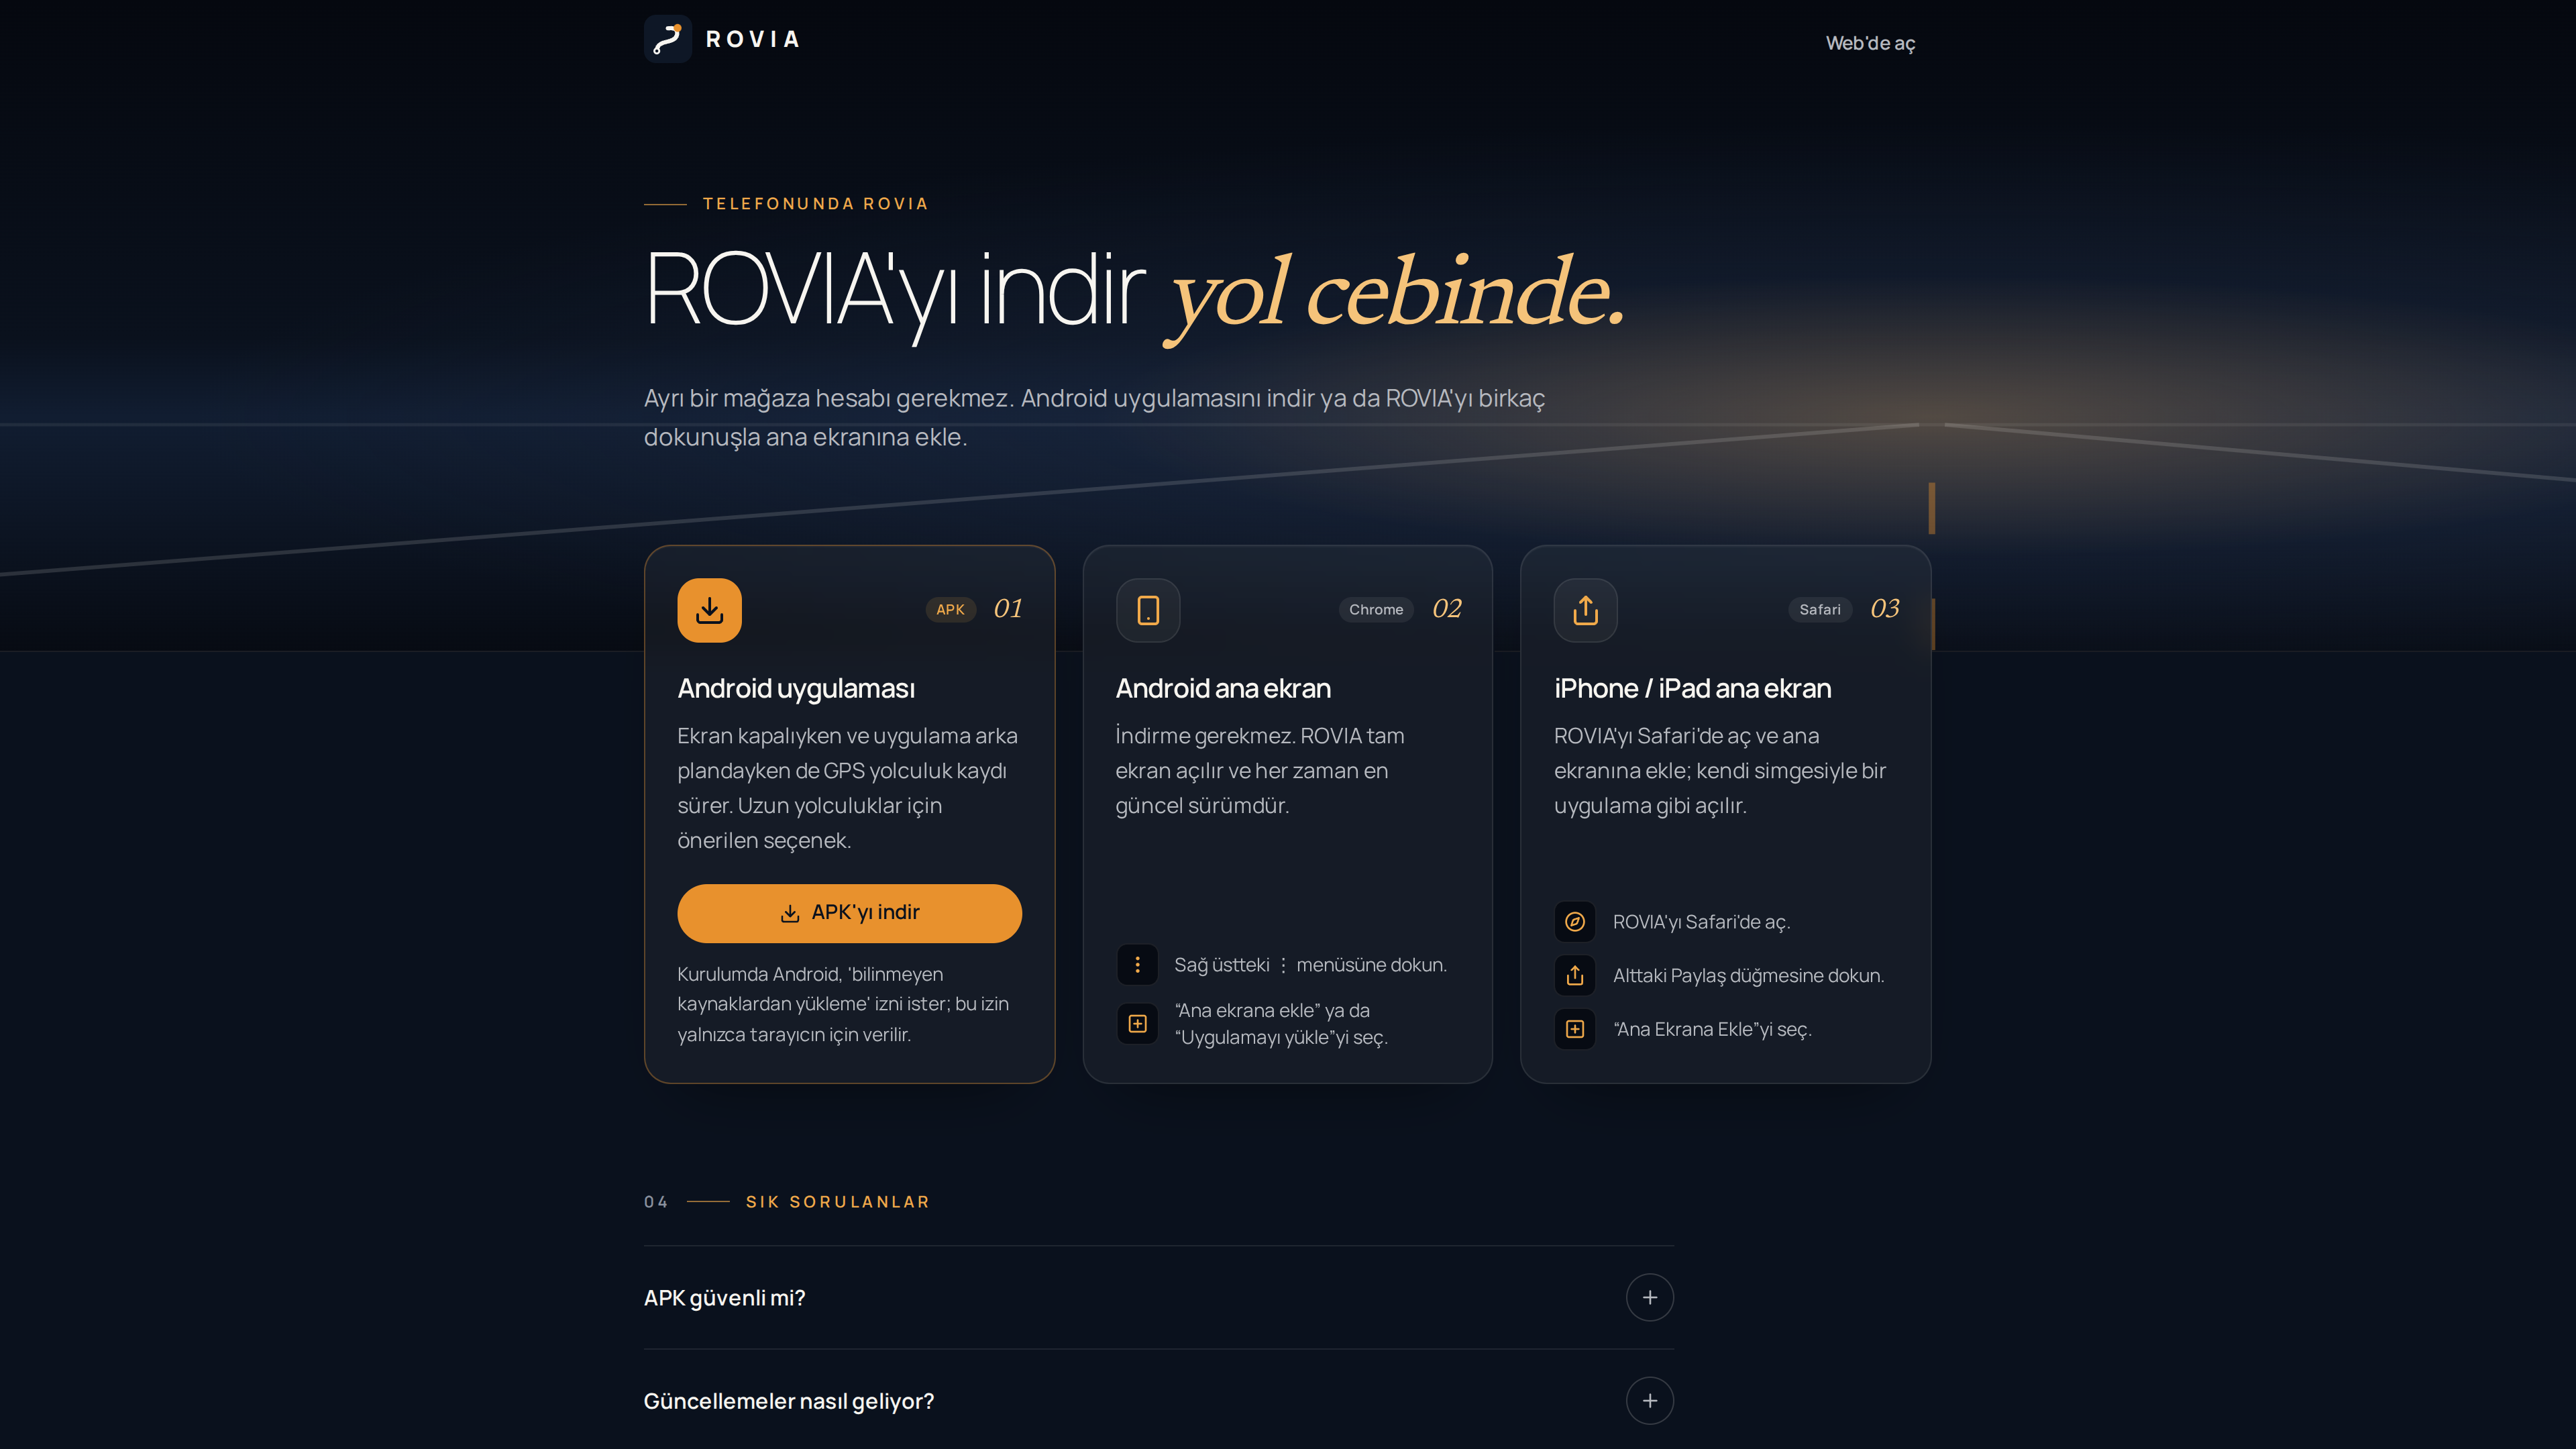 ROVIA
Web'de aç
TELEFONUNDA ROVIA
ROVIA'yı indir yol cebinde.
Ayrı bir mağaza hesabı gerekmez. Android uygulamasını indir ya da ROVIA'yı birkaç
dokunuşla ana ekranına ekle.
APK 01
Android uygulaması
Ekran kapalıyken ve uygulama arka
plandayken de GPS yolculuk kaydı
sürer. Uzun yolculuklar için
önerilen seçenek.
APK'yı indir
Kurulumda Android, 'bilinmeyen
kaynaklardan yükleme' izni ister; bu izin
yalnızca tarayıcın için verilir.
Chrome 02
Android ana ekran
İndirme gerekmez. ROVIA tam
ekran açılır ve her zaman en
güncel sürümdür.
Sağ üstteki ⋮ menüsüne dokun.
“Ana ekrana ekle” ya da
“Uygulamayı yükle”yi seç.
Safari 03
iPhone / iPad ana ekran
ROVIA'yı Safari'de aç ve ana
ekranına ekle; kendi simgesiyle bir
uygulama gibi açılır.
ROVIA'yı Safari'de aç.
Alttaki Paylaş düğmesine dokun.
“Ana Ekrana Ekle”yi seç.
04 SIK SORULANLAR
APK güvenli mi?
Güncellemeler nasıl geliyor?